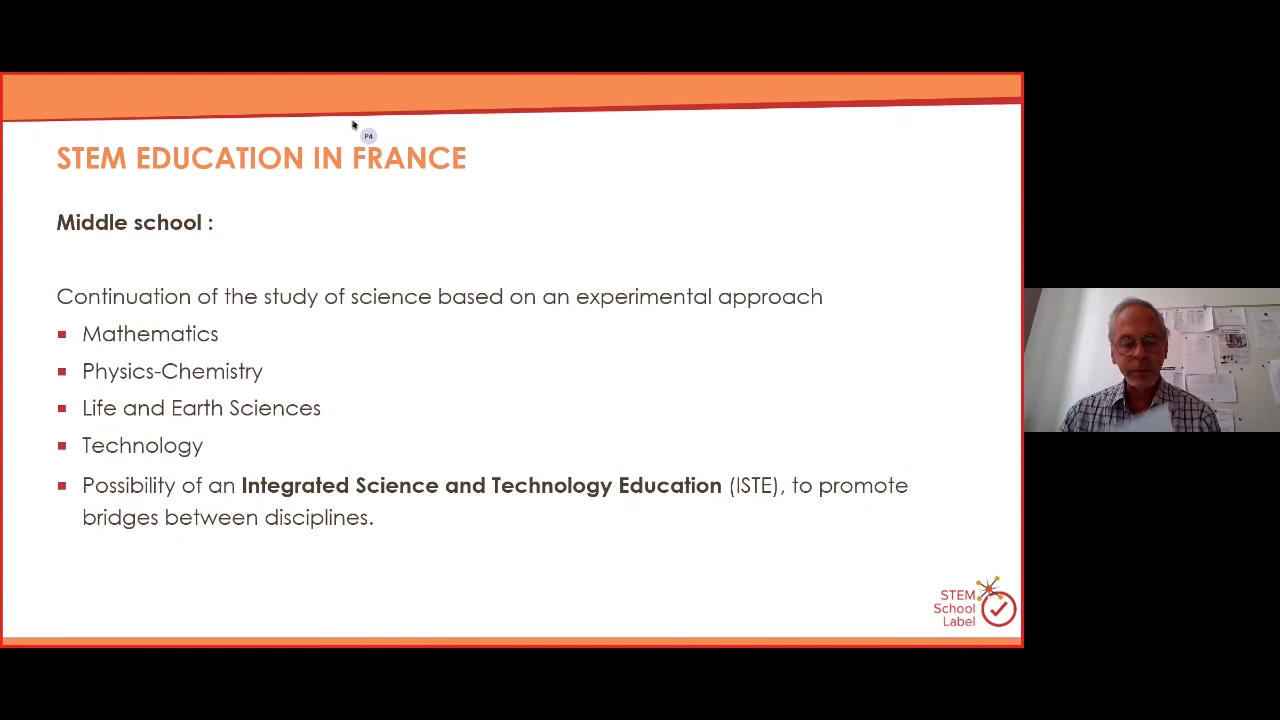 P4
STEM EDUCATION IN FRANCE
Middle school :
Continuation of the study of science based on an experimental approach
Mathematics
Physics-Chemistry
Life and Earth Sciences
Technology
Possibility of an Integrated Science and Technology Education (ISTE), to promote
bridges between disciplines.
STEM
School
Label